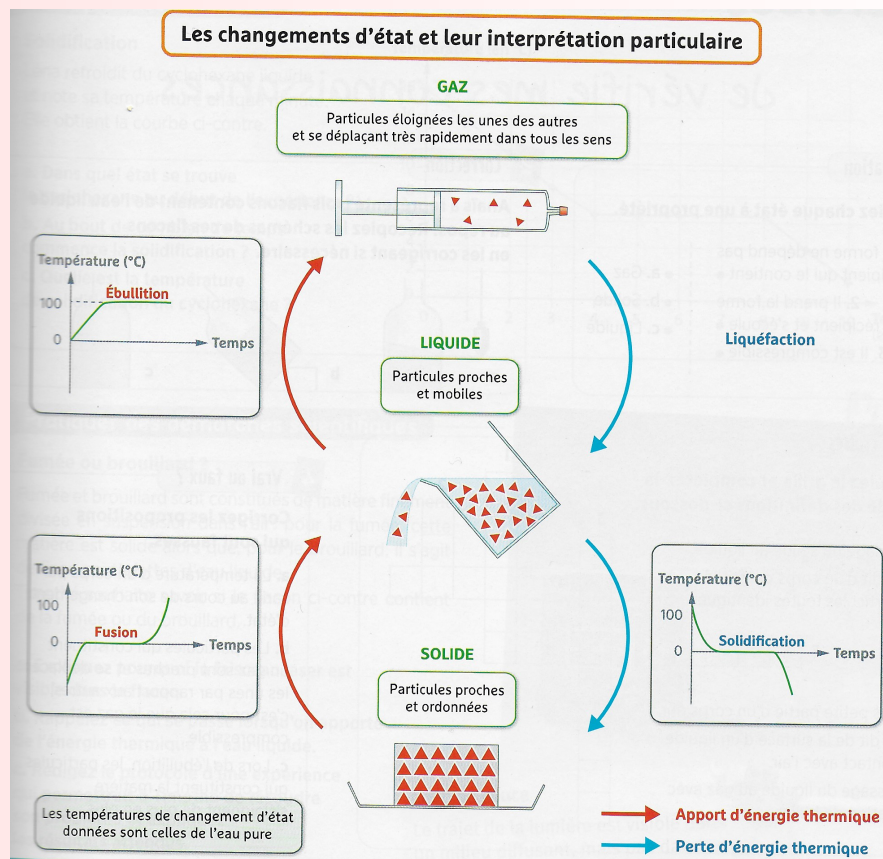 Les changements d'état et leur interprétation particulaire
GAZ
Particules éloignées les unes des autres
et se déplaçant très rapidement dans tous les sens
Température (°C)
Ébullition
100
0
Temps
LIQUIDE
Particules proches
et mobiles
Liquéfaction
Température (°C)
100
Fusion
0
Temps
Température (°C)
100
Solidification
0
Temps
SOLIDE
Particules proches
et ordonnées
Les températures de changement d'état
données sont celles de l'eau pure
Apport d'énergie thermique
Perte d'énergie thermique